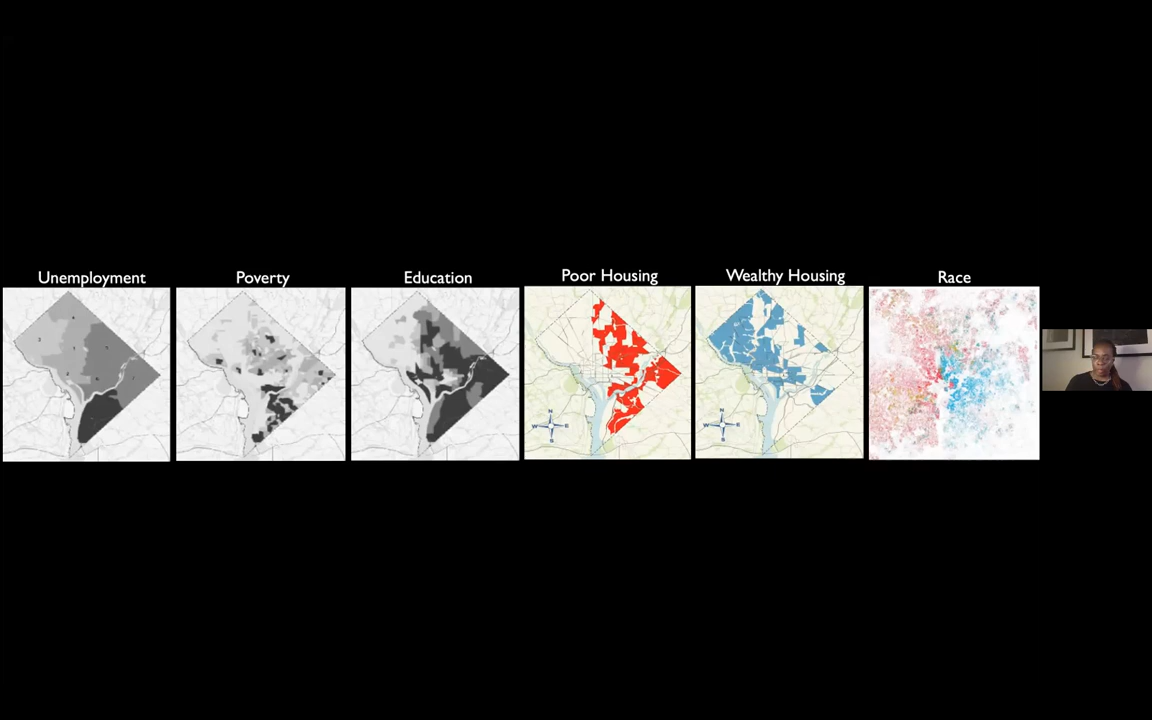 Unemployment
Poverty
Education
Poor Housing
Wealthy Housing
Race
N
W E
S
N
W E
S